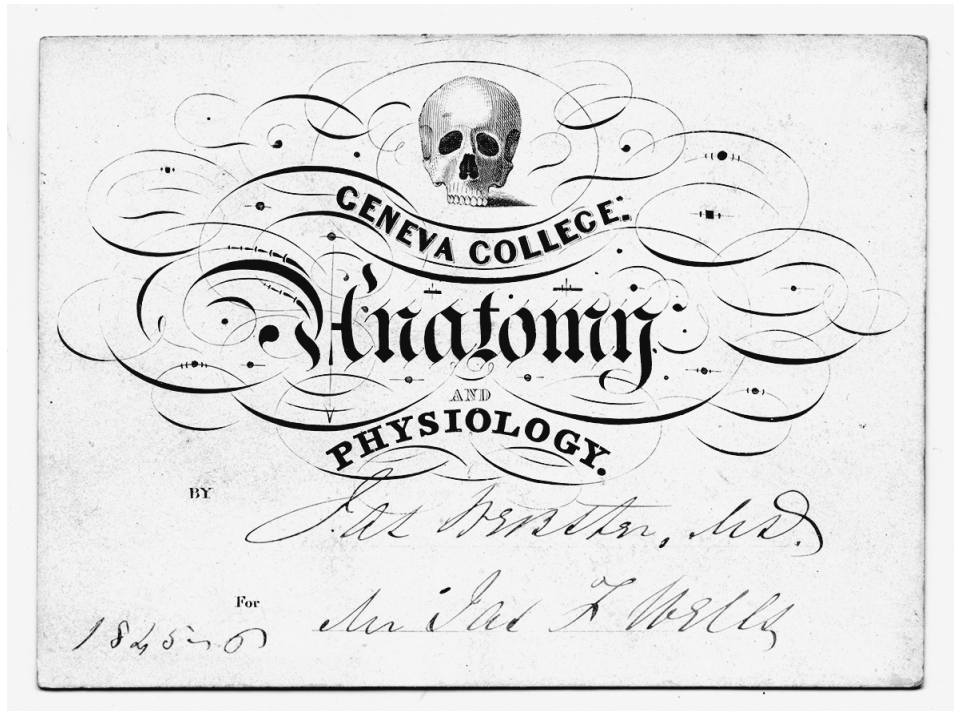 GENEVA COLLEGE:
Anatomy
AND
PHYSIOLOGY.
BY Jas Webster, M.D.
For Mr Jas F Wells
1845-6